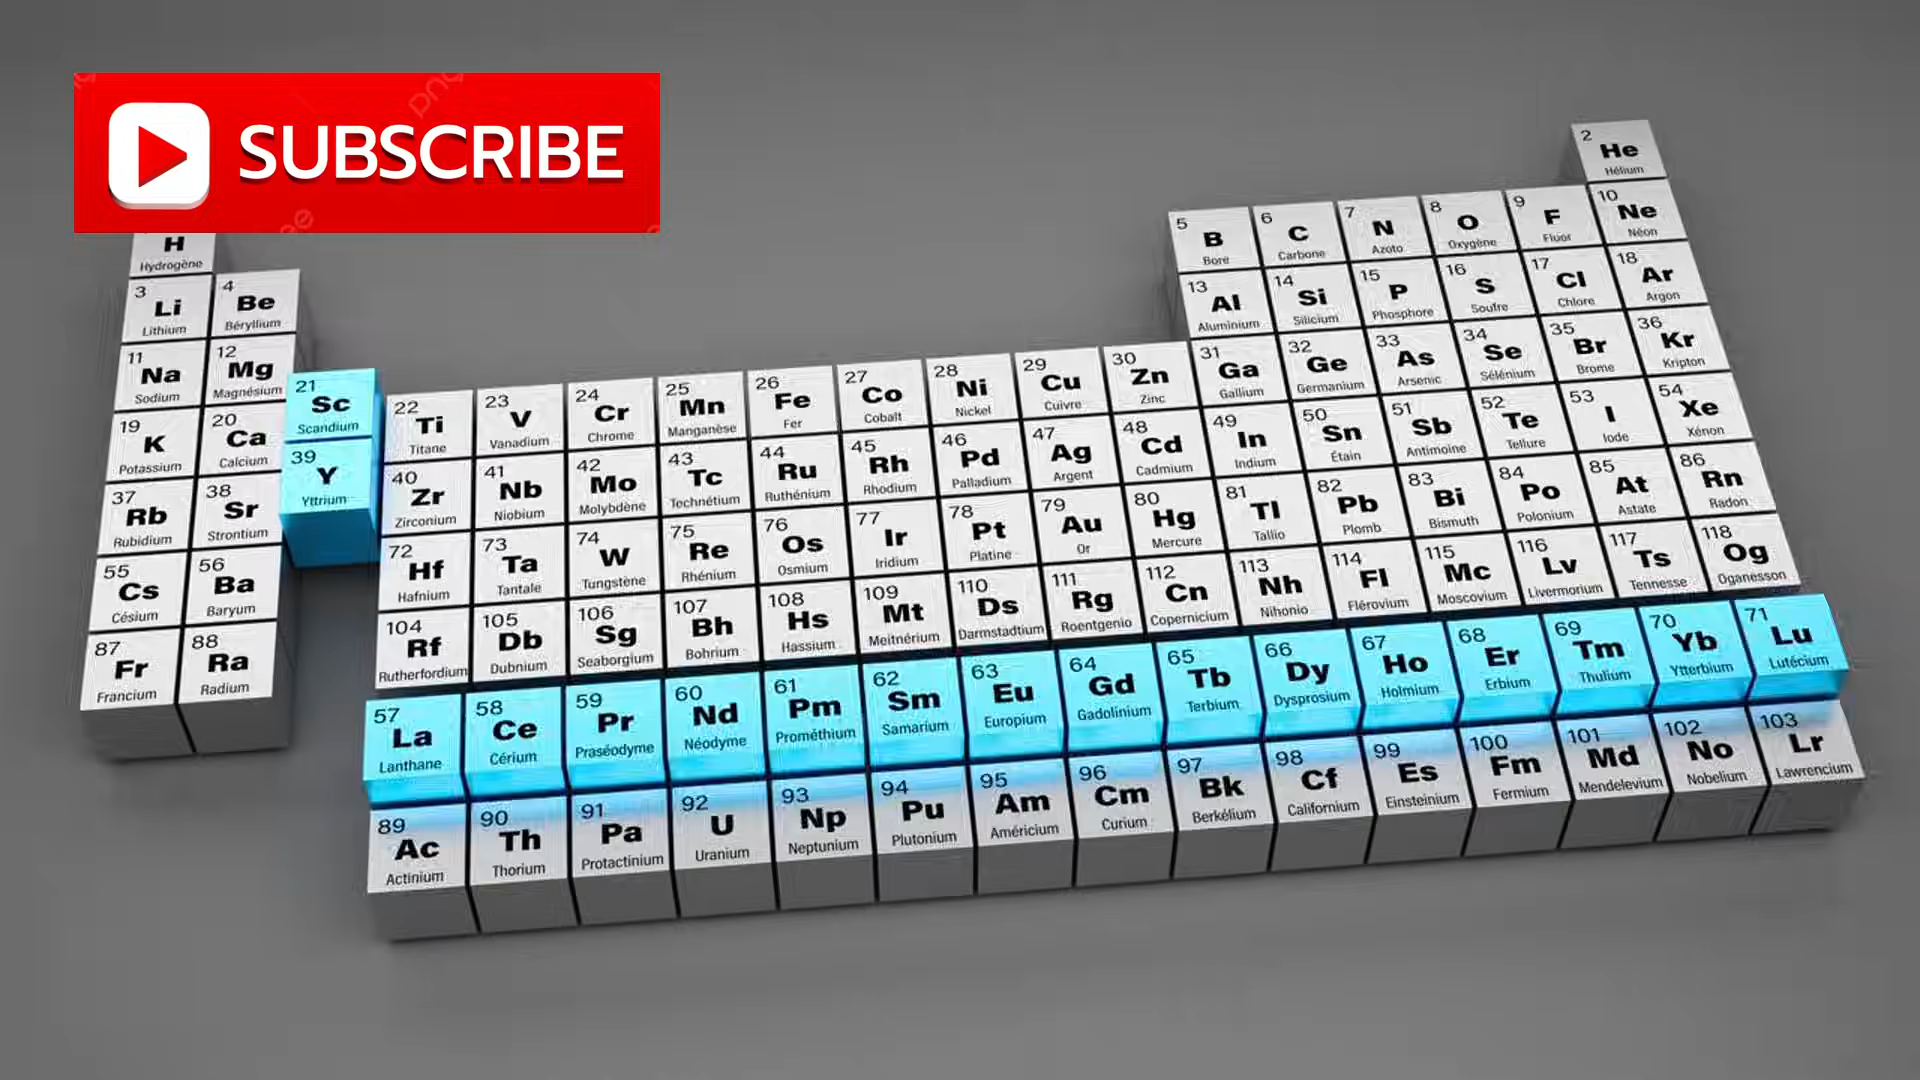 SUBSCRIBE
2
He
Hélium
H
Hydrogène
5
B
Bore
6
C
Carbone
7
N
Azoto
8
O
Oxygène
9
F
Fluor
10
Ne
Néon
3
Li
Lithium
4
Be
Béryllium
13
Al
Aluminium
14
Si
Silicium
15
P
Phosphore
16
S
Soufre
17
Cl
Chlore
18
Ar
Argon
11
Na
Sodium
12
Mg
Magnésium
19
K
Potassium
20
Ca
Calcium
21
Sc
Scandium
22
Ti
Titane
23
V
Vanadium
24
Cr
Chrome
25
Mn
Manganèse
26
Fe
Fer
27
Co
Cobalt
28
Ni
Nickel
29
Cu
Cuivre
30
Zn
Zinc
31
Ga
Gallium
32
Ge
Germanium
33
As
Arsenic
34
Se
Sélénium
35
Br
Brome
36
Kr
Kripton
37
Rb
Rubidium
38
Sr
Strontium
39
Y
Yttrium
40
Zr
Zirconium
41
Nb
Niobium
42
Mo
Molybdène
43
Tc
Technétium
44
Ru
Ruthénium
45
Rh
Rhodium
46
Pd
Palladium
47
Ag
Argent
48
Cd
Cadmium
49
In
Indium
50
Sn
Étain
51
Sb
Antimoine
52
Te
Tellure
53
I
Iode
54
Xe
Xénon
55
Cs
Césium
56
Ba
Baryum
72
Hf
Hafnium
73
Ta
Tantale
74
W
Tungstène
75
Re
Rhénium
76
Os
Osmium
77
Ir
Iridium
78
Pt
Platine
79
Au
Or
80
Hg
Mercure
81
Tl
Tallio
82
Pb
Plomb
83
Bi
Bismuth
84
Po
Polonium
85
At
Astate
86
Rn
Radon
87
Fr
Francium
88
Ra
Radium
104
Rf
Rutherfordium
105
Db
Dubnium
106
Sg
Seaborgium
107
Bh
Bohrium
108
Hs
Hassium
109
Mt
Meitnérium
110
Ds
Darmstadtium
111
Rg
Roentgenio
112
Cn
Copernicium
113
Nh
Nihonio
114
Fl
Flérovium
115
Mc
Moscovium
116
Lv
Livermorium
117
Ts
Tennesse
118
Og
Oganesson
57
La
Lanthane
58
Ce
Cérium
59
Pr
Praséodyme
60
Nd
Néodyme
61
Pm
Prométhium
62
Sm
Samarium
63
Eu
Europium
64
Gd
Gadolinium
65
Tb
Terbium
66
Dy
Dysprosium
67
Ho
Holmium
68
Er
Erbium
69
Tm
Thulium
70
Yb
Ytterbium
71
Lu
Lutécium
89
Ac
Actinium
90
Th
Thorium
91
Pa
Protactinium
92
U
Uranium
93
Np
Neptunium
94
Pu
Plutonium
95
Am
Américium
96
Cm
Curium
97
Bk
Berkélium
98
Cf
Californium
99
Es
Einsteinium
100
Fm
Fermium
101
Md
Mendelevium
102
No
Nobelium
103
Lr
Lawrencium